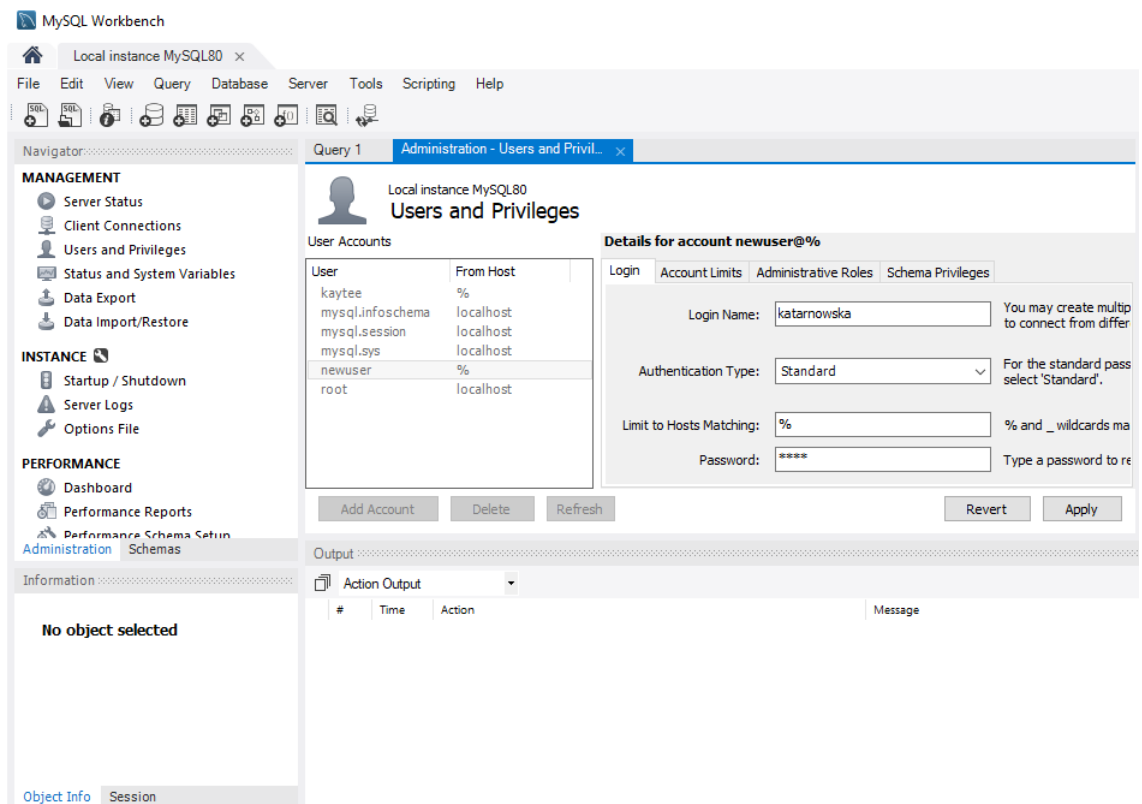 MySQL Workbench
Local instance MySQL80 ×
File Edit View Query Database Server Tools Scripting Help
Navigator
MANAGEMENT
Server Status
Client Connections
Users and Privileges
Status and System Variables
Data Export
Data Import/Restore
INSTANCE
Startup / Shutdown
Server Logs
Options File
PERFORMANCE
Dashboard
Performance Reports
Performance Schema Setup
Administration Schemas
Information
No object selected
Object Info Session
Query 1 Administration - Users and Privil... ×
Local instance MySQL80
Users and Privileges
User Accounts
User From Host
kaytee %
mysql.infoschema localhost
mysql.session localhost
mysql.sys localhost
newuser %
root localhost
Add Account Delete Refresh
Details for account newuser@%
Login Account Limits Administrative Roles Schema Privileges
Login Name: katarnowska You may create multip
to connect from differ
Authentication Type: Standard For the standard pass
select 'Standard'.
Limit to Hosts Matching: % % and _ wildcards ma
Password: **** Type a password to re
Revert Apply
Output
Action Output
# Time Action Message